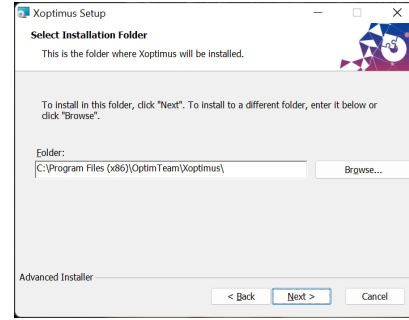 Xoptimus Setup
Select Installation Folder
This is the folder where Xoptimus will be installed.
To install in this folder, click "Next". To install to a different folder, enter it below or
click "Browse".
Folder:
C:\Program Files (x86)\OptimTeam\Xoptimus\
Browse...
Advanced Installer
< Back Next > Cancel